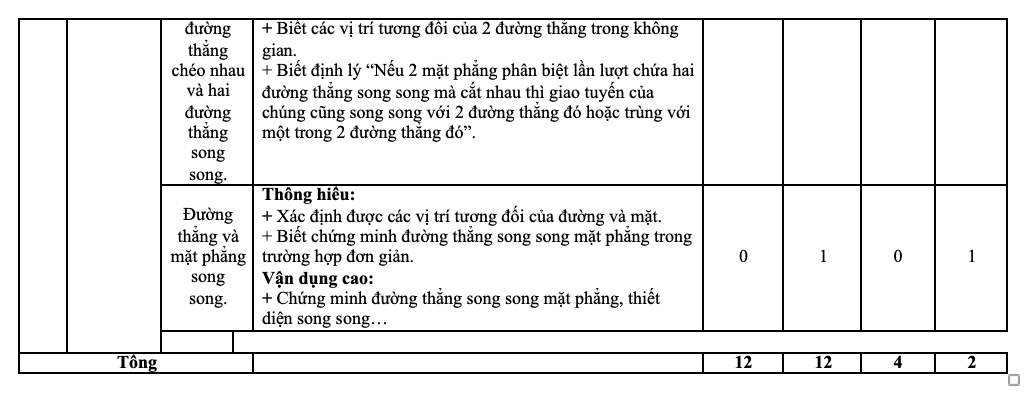 đường
thẳng
chéo nhau
và hai
đường
thẳng
song
song.
+ Biêt các vị trí tương đôi của 2 đường thăng trong không
gian.
+ Biết định lý “Nếu 2 mặt phẳng phân biệt lần lượt chứa hai
đường thẳng song song mà cắt nhau thì giao tuyến của
chúng cũng song song với 2 đường thẳng đó hoặc trùng với
một trong 2 đường thẳng đó”.
Đường
thẳng và
mặt phẳng
song
song.
Thông hiêu:
+ Xác định được các vị trí tương đối của đường và mặt.
+ Biết chứng minh đường thẳng song song mặt phẳng trong
trường hợp đơn giản.
Vận dụng cao:
+ Chứng minh đường thẳng song song mặt phẳng, thiết
diện song song…
0 1 0 1
Tông 12 12 4 2